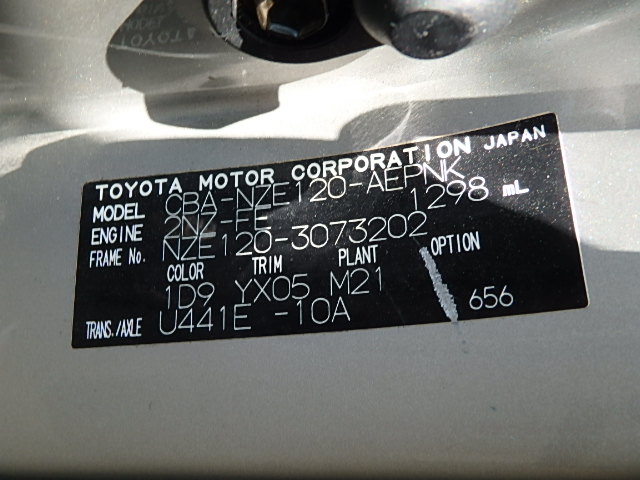 TOYOTA MOTOR CORPORATION JAPAN
MODEL CBA-NZE120-AEPNK
ENGINE 2NZ-FE 1298 mL
FRAME No. NZE120-3073202
COLOR TRIM PLANT OPTION
1D9 YX05 M21
TRANS./AXLE U441E -10A 656